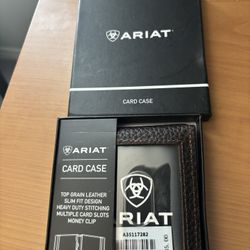 ARIAT
CARD CASE
ARIAT
CARD CASE
TOP GRAIN LEATHER
SLIM FIT DESIGN
HEAVY DUTY STITCHING
MULTIPLE CARD SLOTS
MONEY CLIP
ARIAT
A35117282